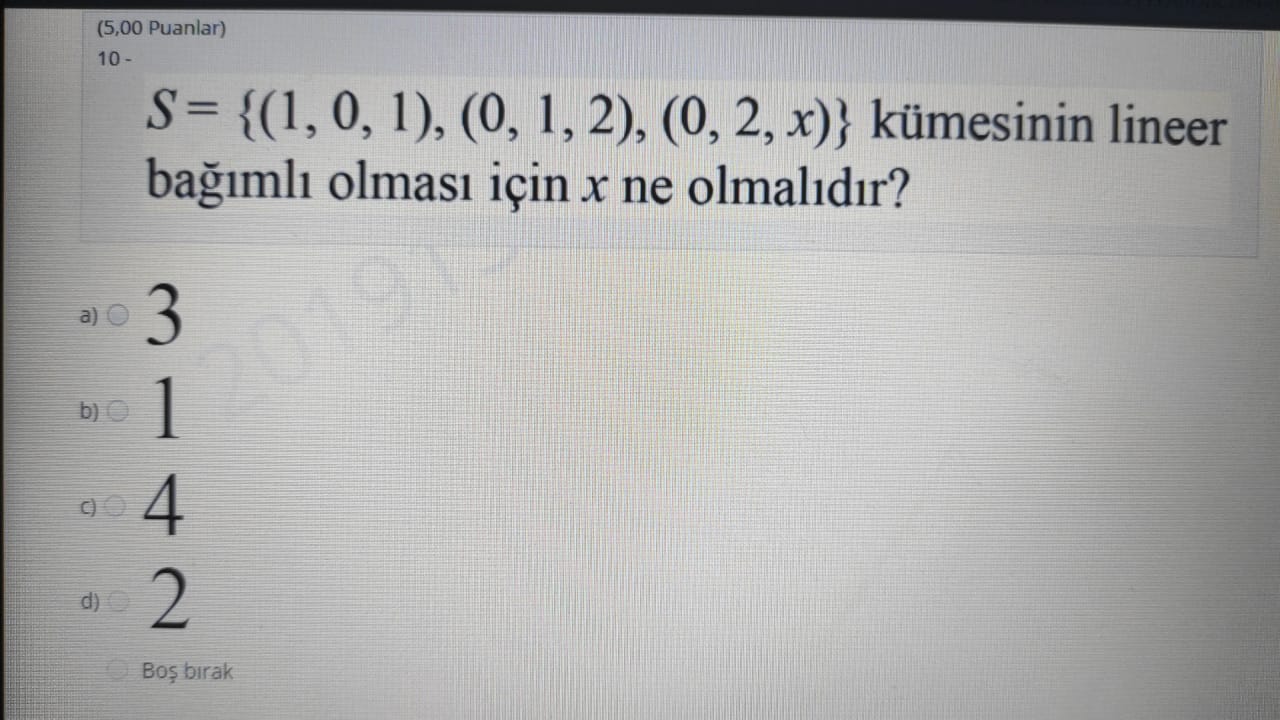 (5,00 Puanlar)
10 -
S = {(1, 0, 1), (0, 1, 2), (0, 2, x)} kümesinin lineer
bağımlı olması için x ne olmalıdır?
a) 3
b) 1
c) 4
d) 2
Boş bırak